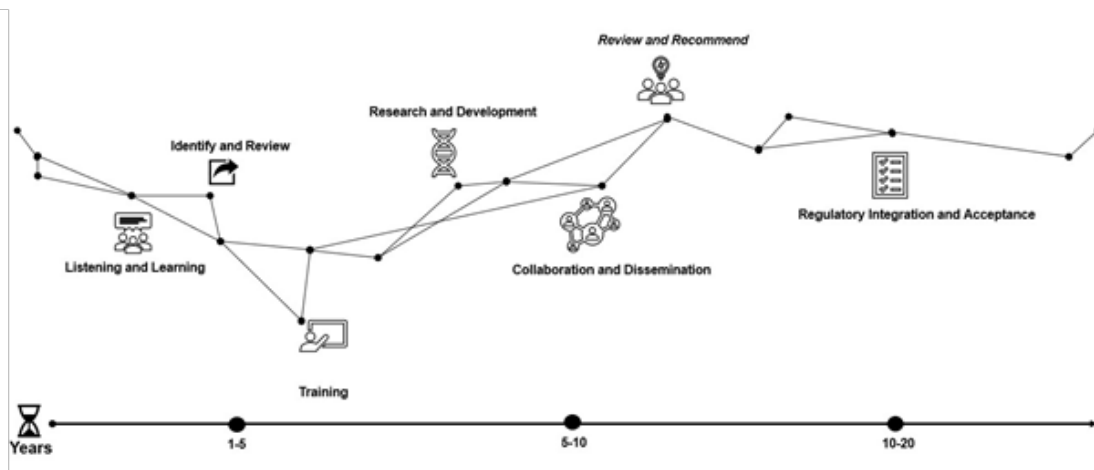 Review and Recommend
Research and Development
Identify and Review
Regulatory Integration and Acceptance
Listening and Learning
Collaboration and Dissemination
Training
Years
1-5
5-10
10-20